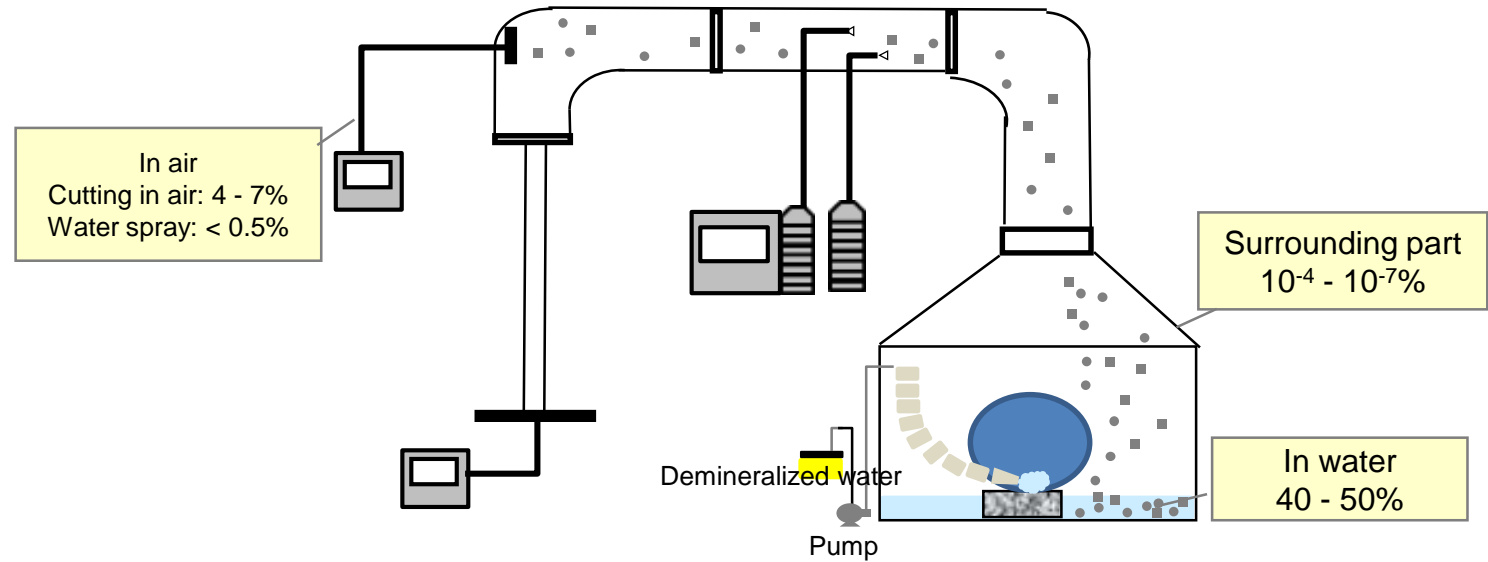 In air
Cutting in air: 4 - 7%
Water spray: < 0.5%
Surrounding part
10⁻⁴ - 10⁻⁷%
Demineralized water
In water
40 - 50%
Pump